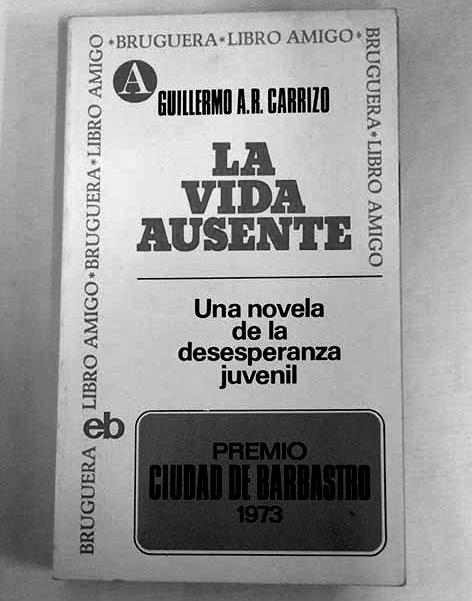 *BRUGUERA*LIBRO AMIGO*
BRUGUERA*LIBRO AMIGO*BRUGUERA*LIBRO AMIGO
BRUGUERA*LIBRO AMIGO
A
GUILLERMO A.R. CARRIZO
LA
VIDA
AUSENTE
Una novela
de la
desesperanza
juvenil
eb
PREMIO
CIUDAD DE BARBASTRO
1973